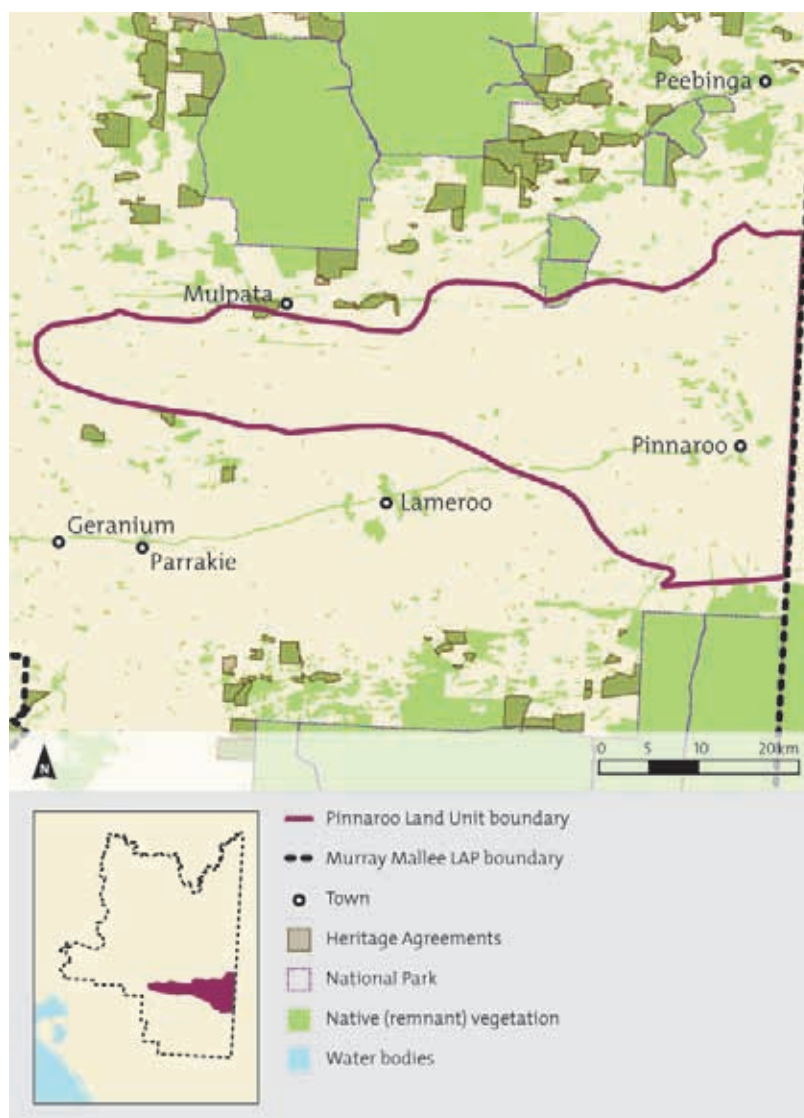 Peebinga
Mulpata
Pinnaroo
Lameroo
Geranium
Parrakie
N
0 5 10 20km
Pinnaroo Land Unit boundary
Murray Mallee LAP boundary
Town
Heritage Agreements
National Park
Native (remnant) vegetation
Water bodies